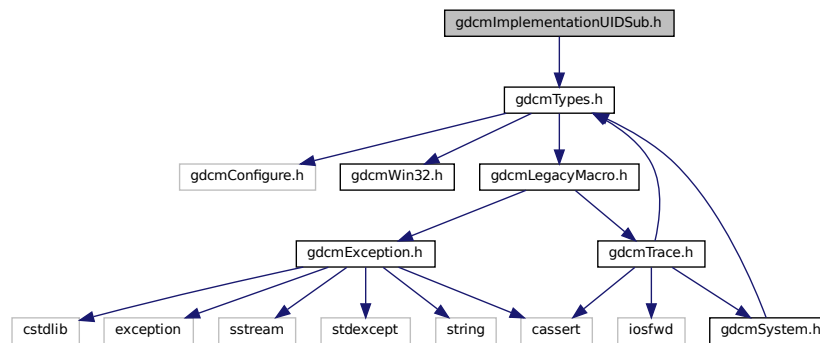 gdcmImplementationUIDSub.h
gdcmTypes.h
gdcmConfigure.h
gdcmWin32.h
gdcmLegacyMacro.h
gdcmException.h
gdcmTrace.h
cstdlib
exception
sstream
stdexcept
string
cassert
iosfwd
gdcmSystem.h